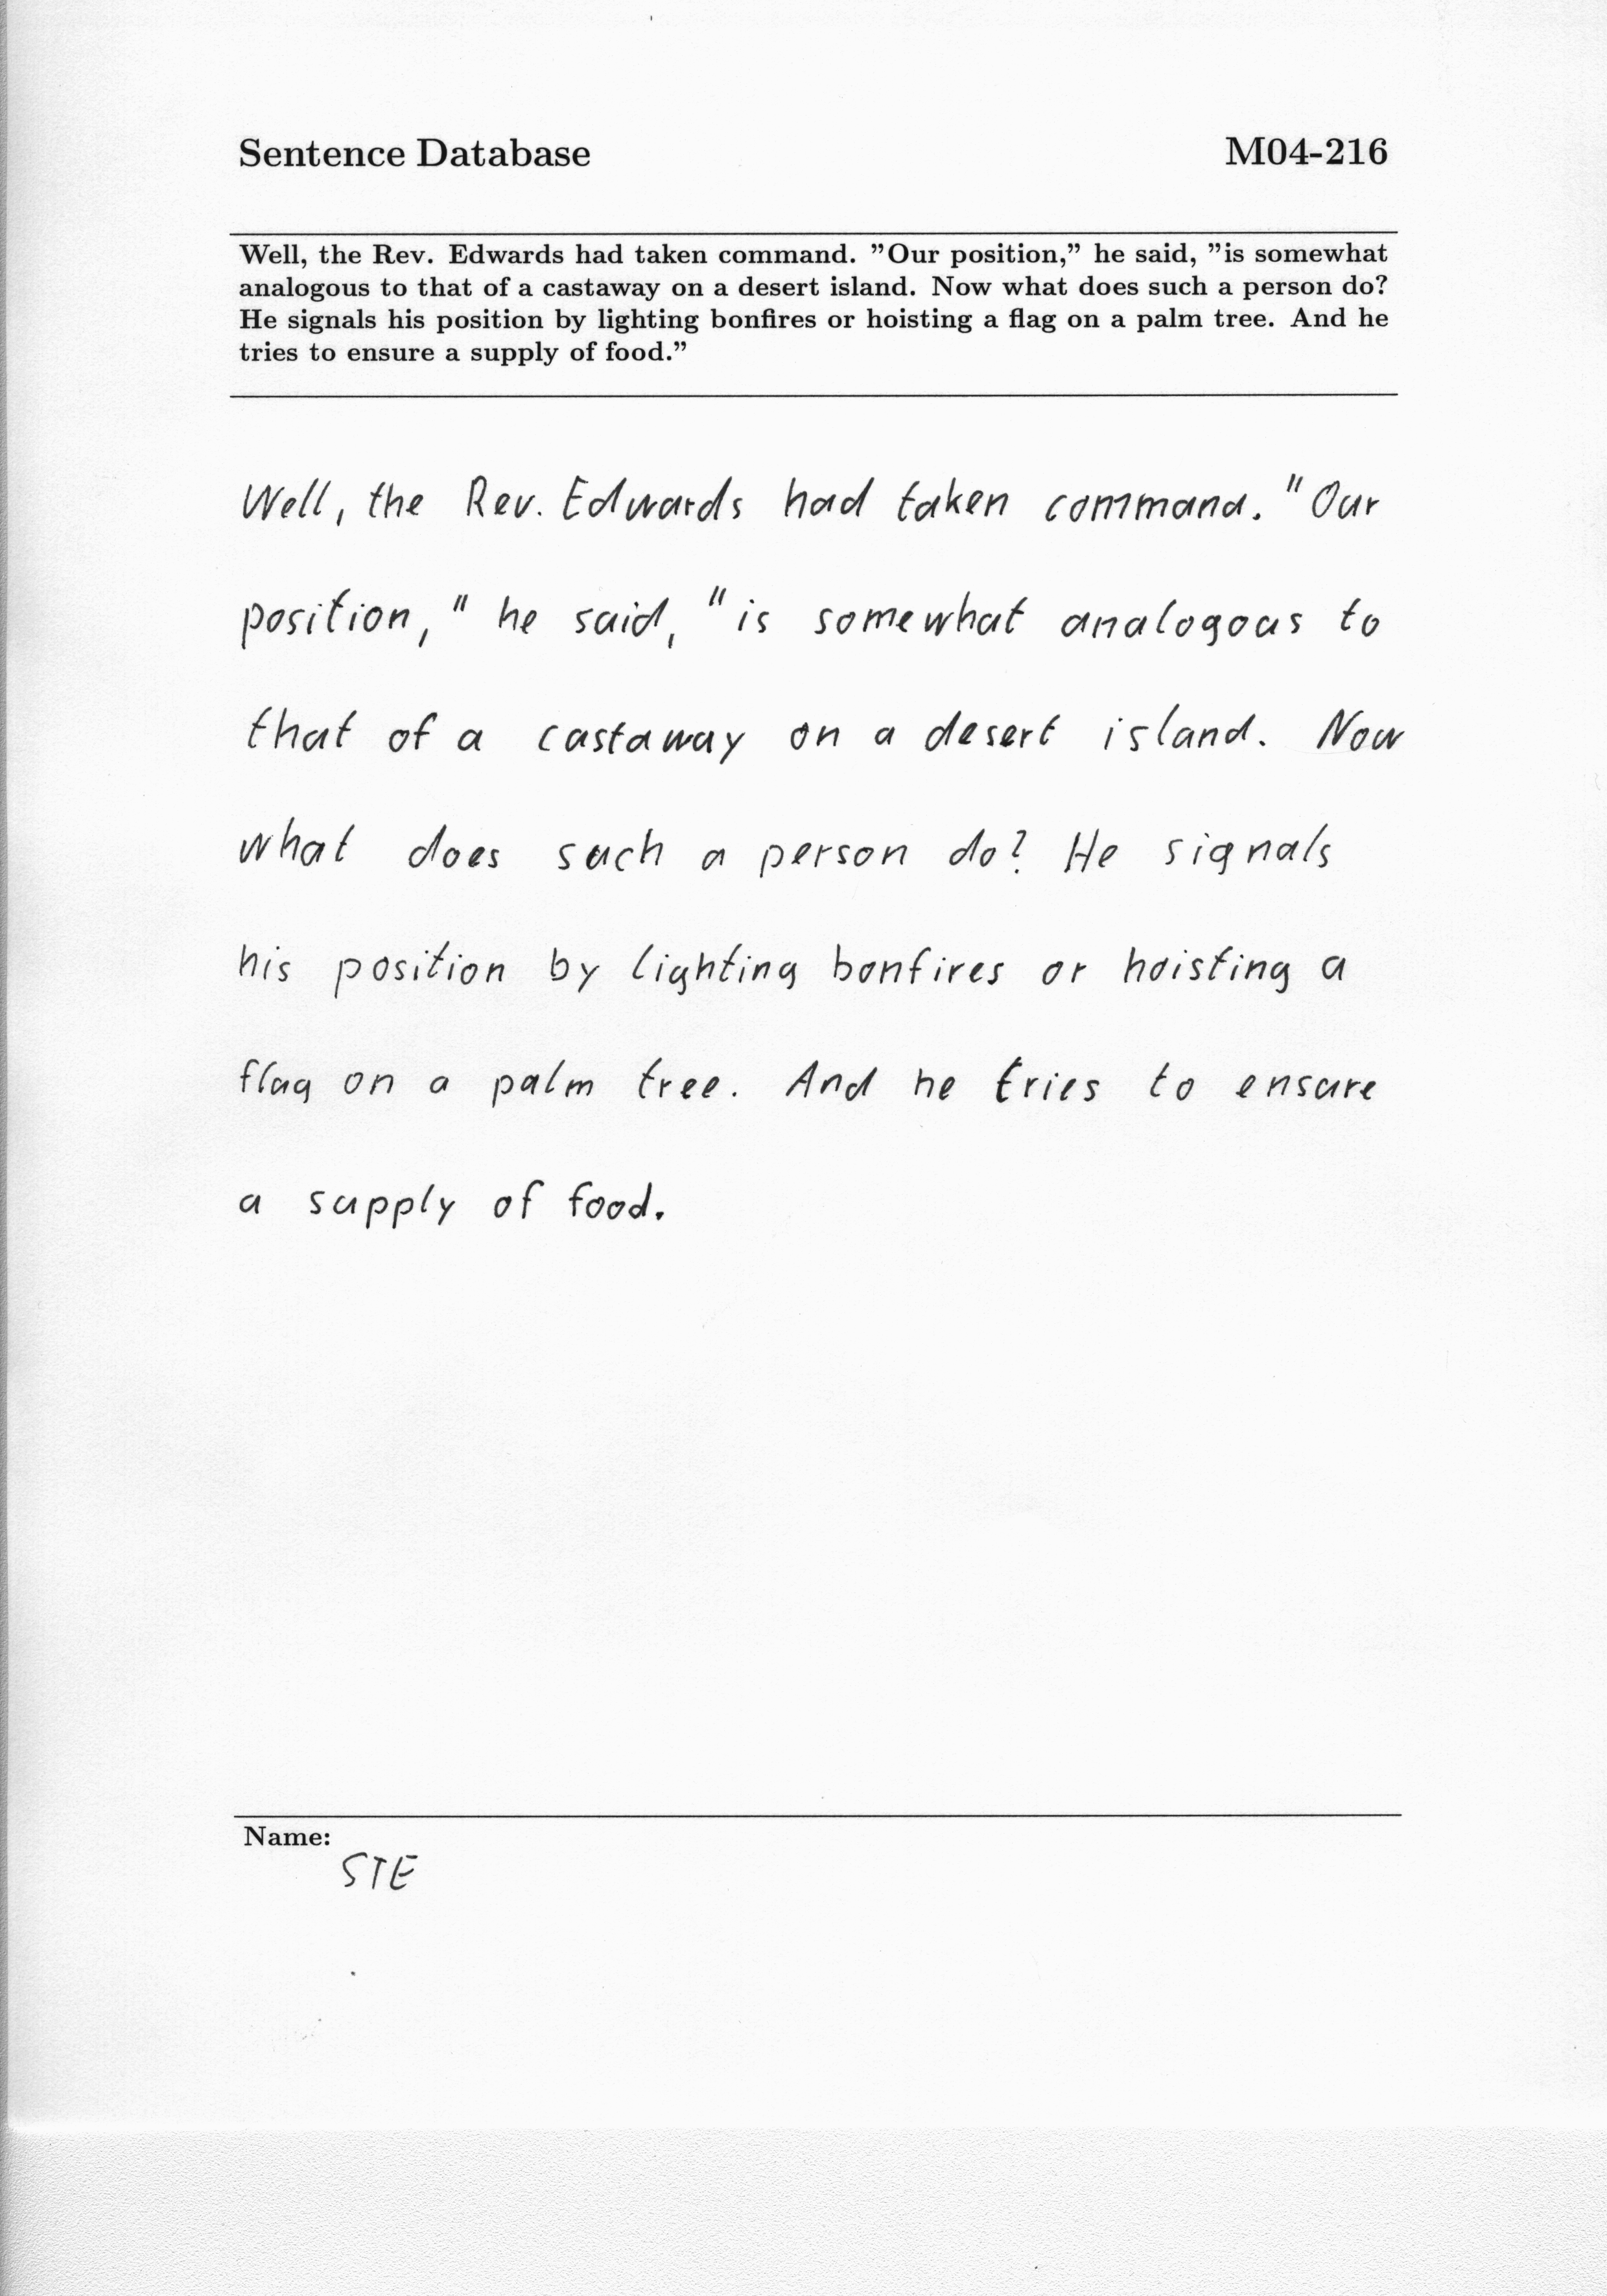 Sentence Database M04-216
Well, the Rev. Edwards had taken command. ”Our position,” he said, ”is somewhat
analogous to that of a castaway on a desert island. Now what does such a person do?
He signals his position by lighting bonfires or hoisting a flag on a palm tree. And he
tries to ensure a supply of food.”
Well, the Rev. Edwards had taken command. "Our
position," he said, "is somewhat analogous to
that of a castaway on a desert island. Now
what does such a person do? He signals
his position by lighting bonfires or hoisting a
flag on a palm tree. And he tries to ensure
a supply of food.
Name:
STE